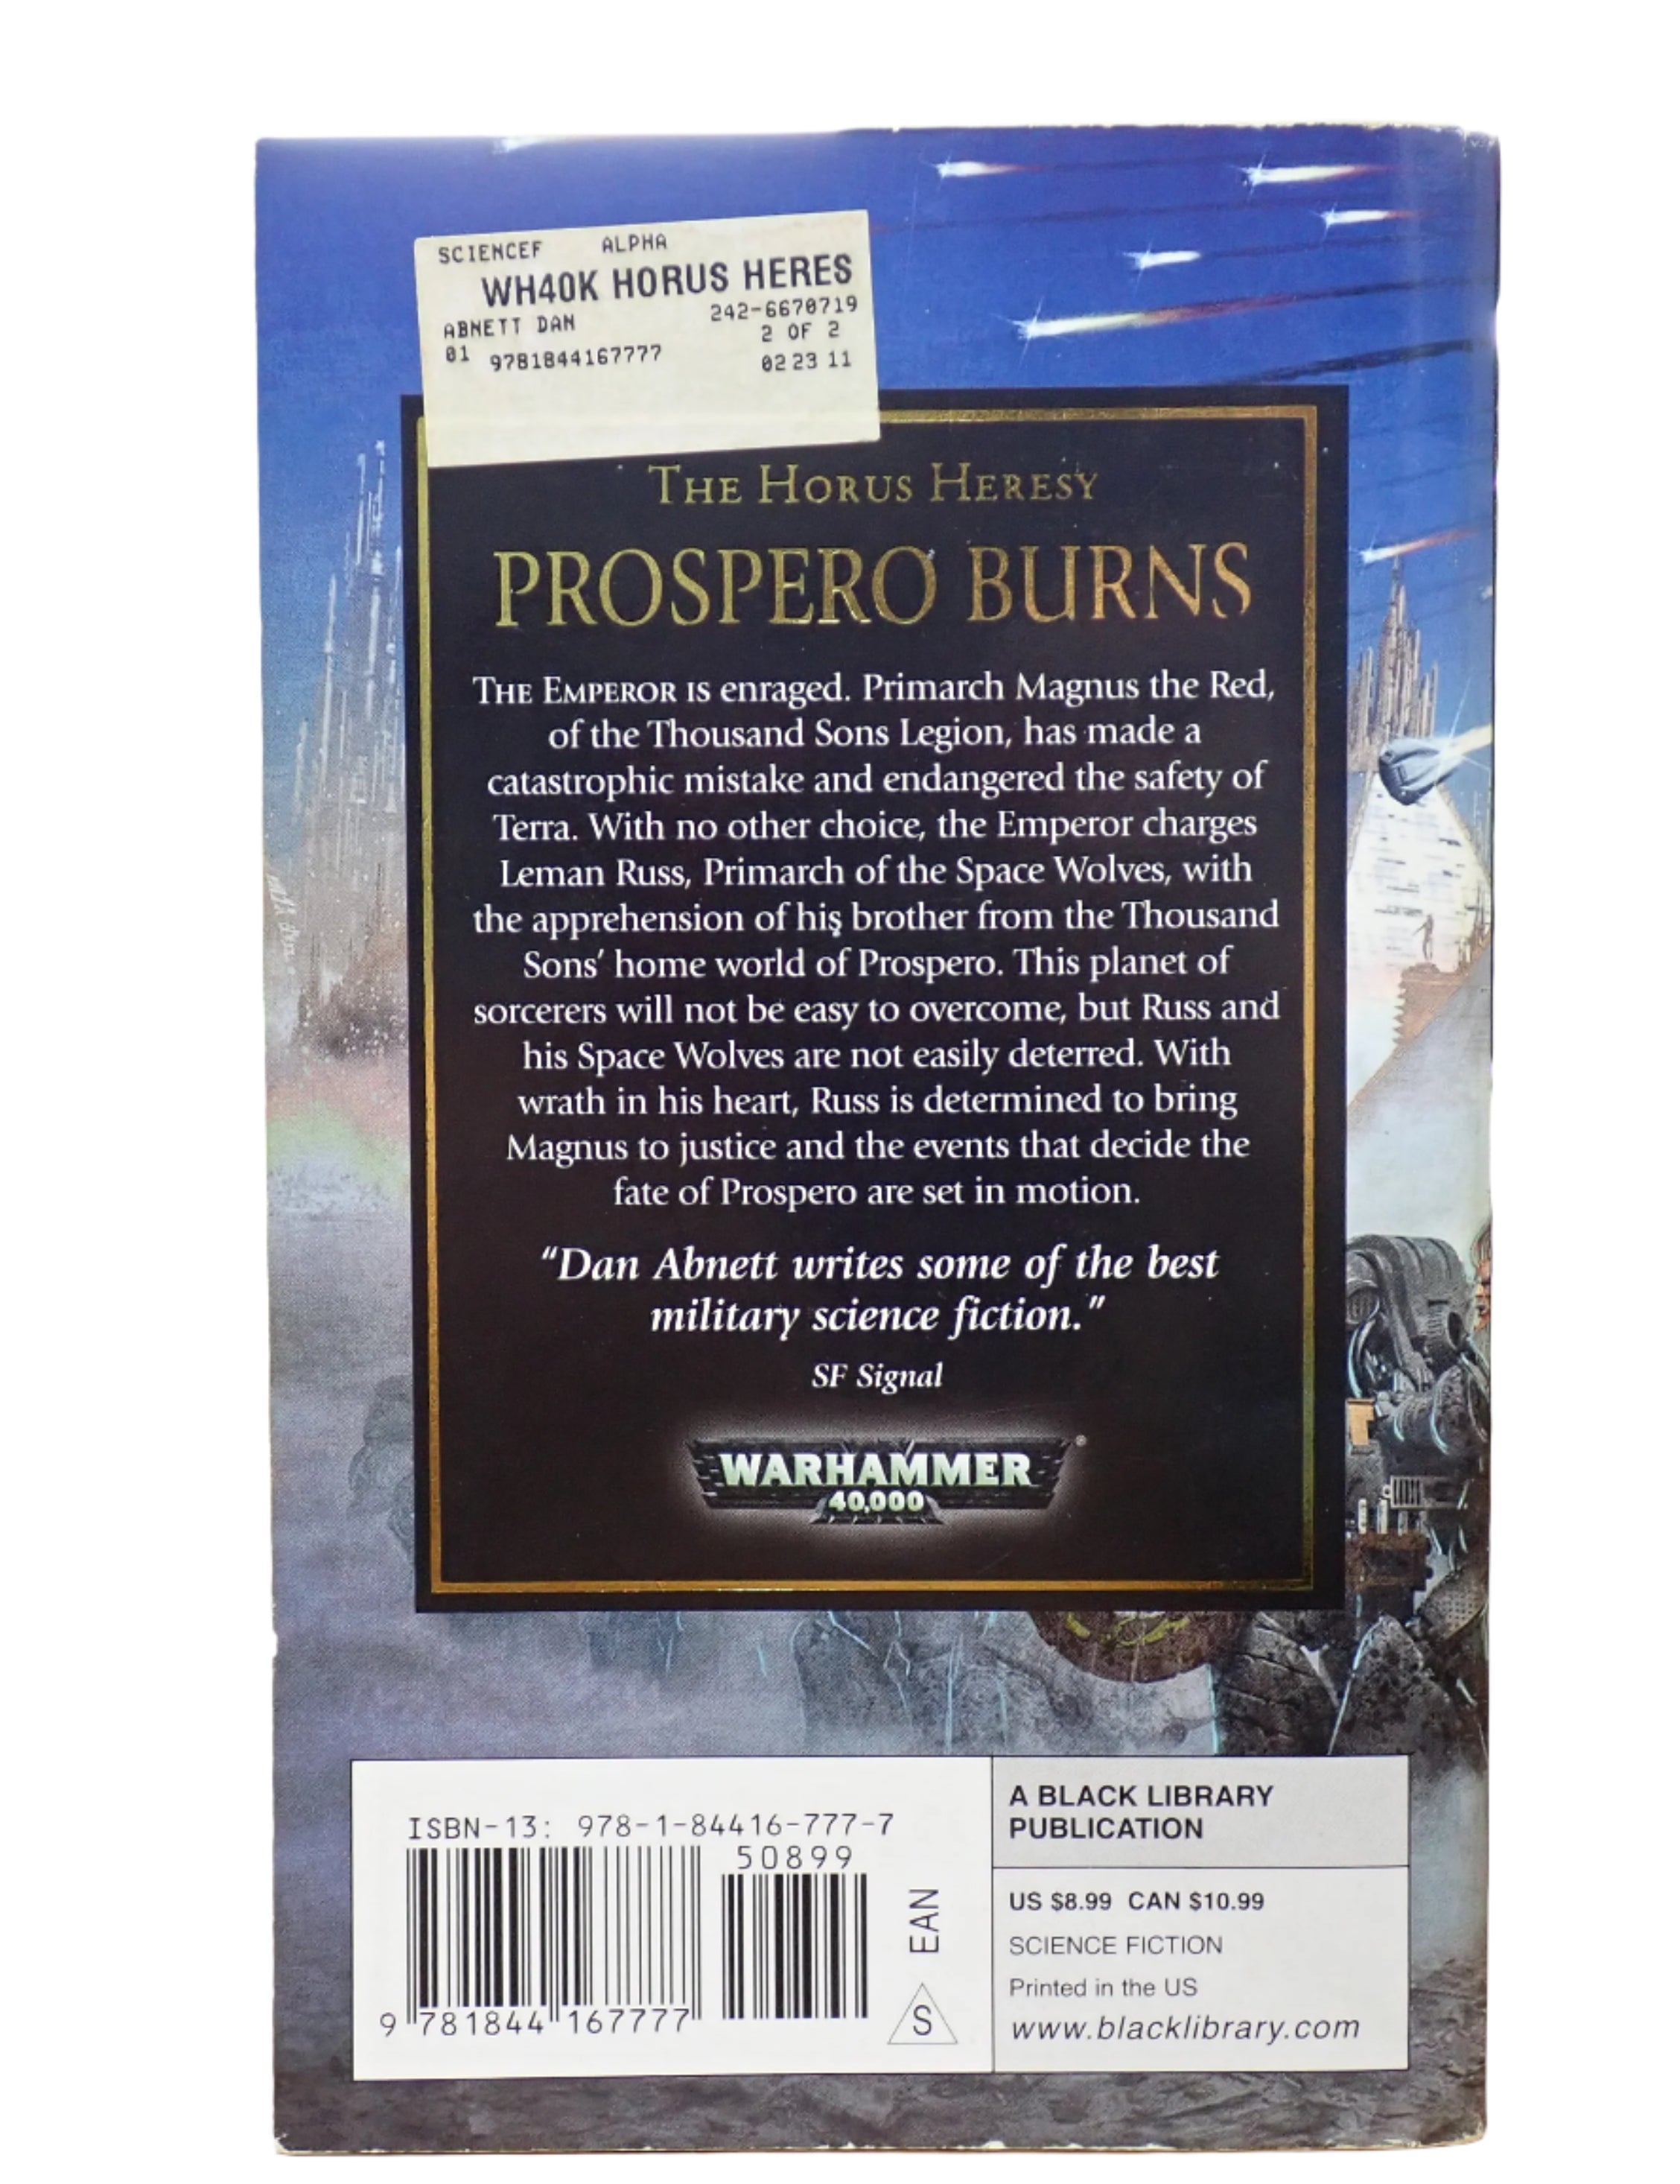 SCIENCEF ALPHA
WH40K HORUS HERES
ABNETT DAN 242-6670719
2 OF 2
01 9781844167777 02 23 11
THE HORUS HERESY
PROSPERO BURNS
THE EMPEROR IS enraged. Primarch Magnus the Red,
of the Thousand Sons Legion, has made a
catastrophic mistake and endangered the safety of
Terra. With no other choice, the Emperor charges
Leman Russ, Primarch of the Space Wolves, with
the apprehension of his brother from the Thousand
Sons' home world of Prospero. This planet of
sorcerers will not be easy to overcome, but Russ and
his Space Wolves are not easily deterred. With
wrath in his heart, Russ is determined to bring
Magnus to justice and the events that decide the
fate of Prospero are set in motion.
"Dan Abnett writes some of the best
military science fiction."
SF Signal
WARHAMMER®
40,000
ISBN-13: 978-1-84416-777-7
50899
9 781844 167777
EAN
S
A BLACK LIBRARY
PUBLICATION
US $8.99 CAN $10.99
SCIENCE FICTION
Printed in the US
www.blacklibrary.com